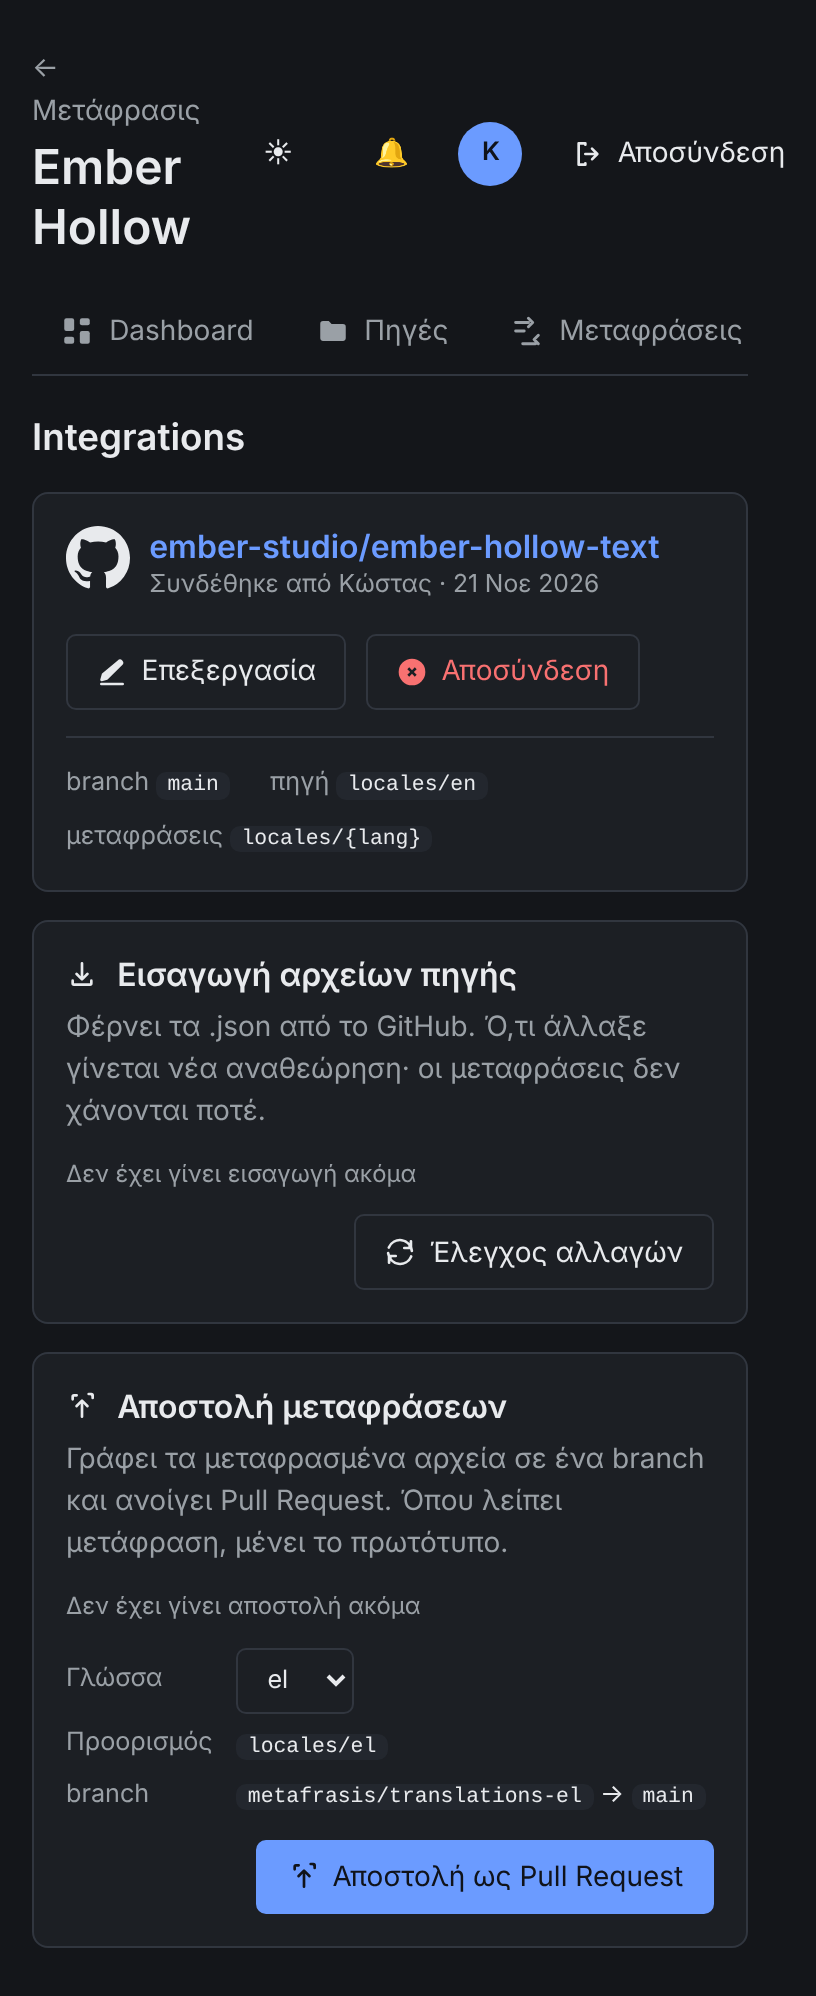 ←
Μετάφρασις
Ember
Hollow
K
Αποσύνδεση
Dashboard
Πηγές
Μεταφράσεις
Integrations
ember-studio/ember-hollow-text
Συνδέθηκε από Κώστας · 21 Νοε 2026
Επεξεργασία
Αποσύνδεση
branch main πηγή locales/en
μεταφράσεις locales/{lang}
Εισαγωγή αρχείων πηγής
Φέρνει τα .json από το GitHub. Ό,τι άλλαξε
γίνεται νέα αναθεώρηση· οι μεταφράσεις δεν
χάνονται ποτέ.
Δεν έχει γίνει εισαγωγή ακόμα
Έλεγχος αλλαγών
Αποστολή μεταφράσεων
Γράφει τα μεταφρασμένα αρχεία σε ένα branch
και ανοίγει Pull Request. Όπου λείπει
μετάφραση, μένει το πρωτότυπο.
Δεν έχει γίνει αποστολή ακόμα
Γλώσσα el
Προορισμός locales/el
branch metafrasis/translations-el → main
Αποστολή ως Pull Request